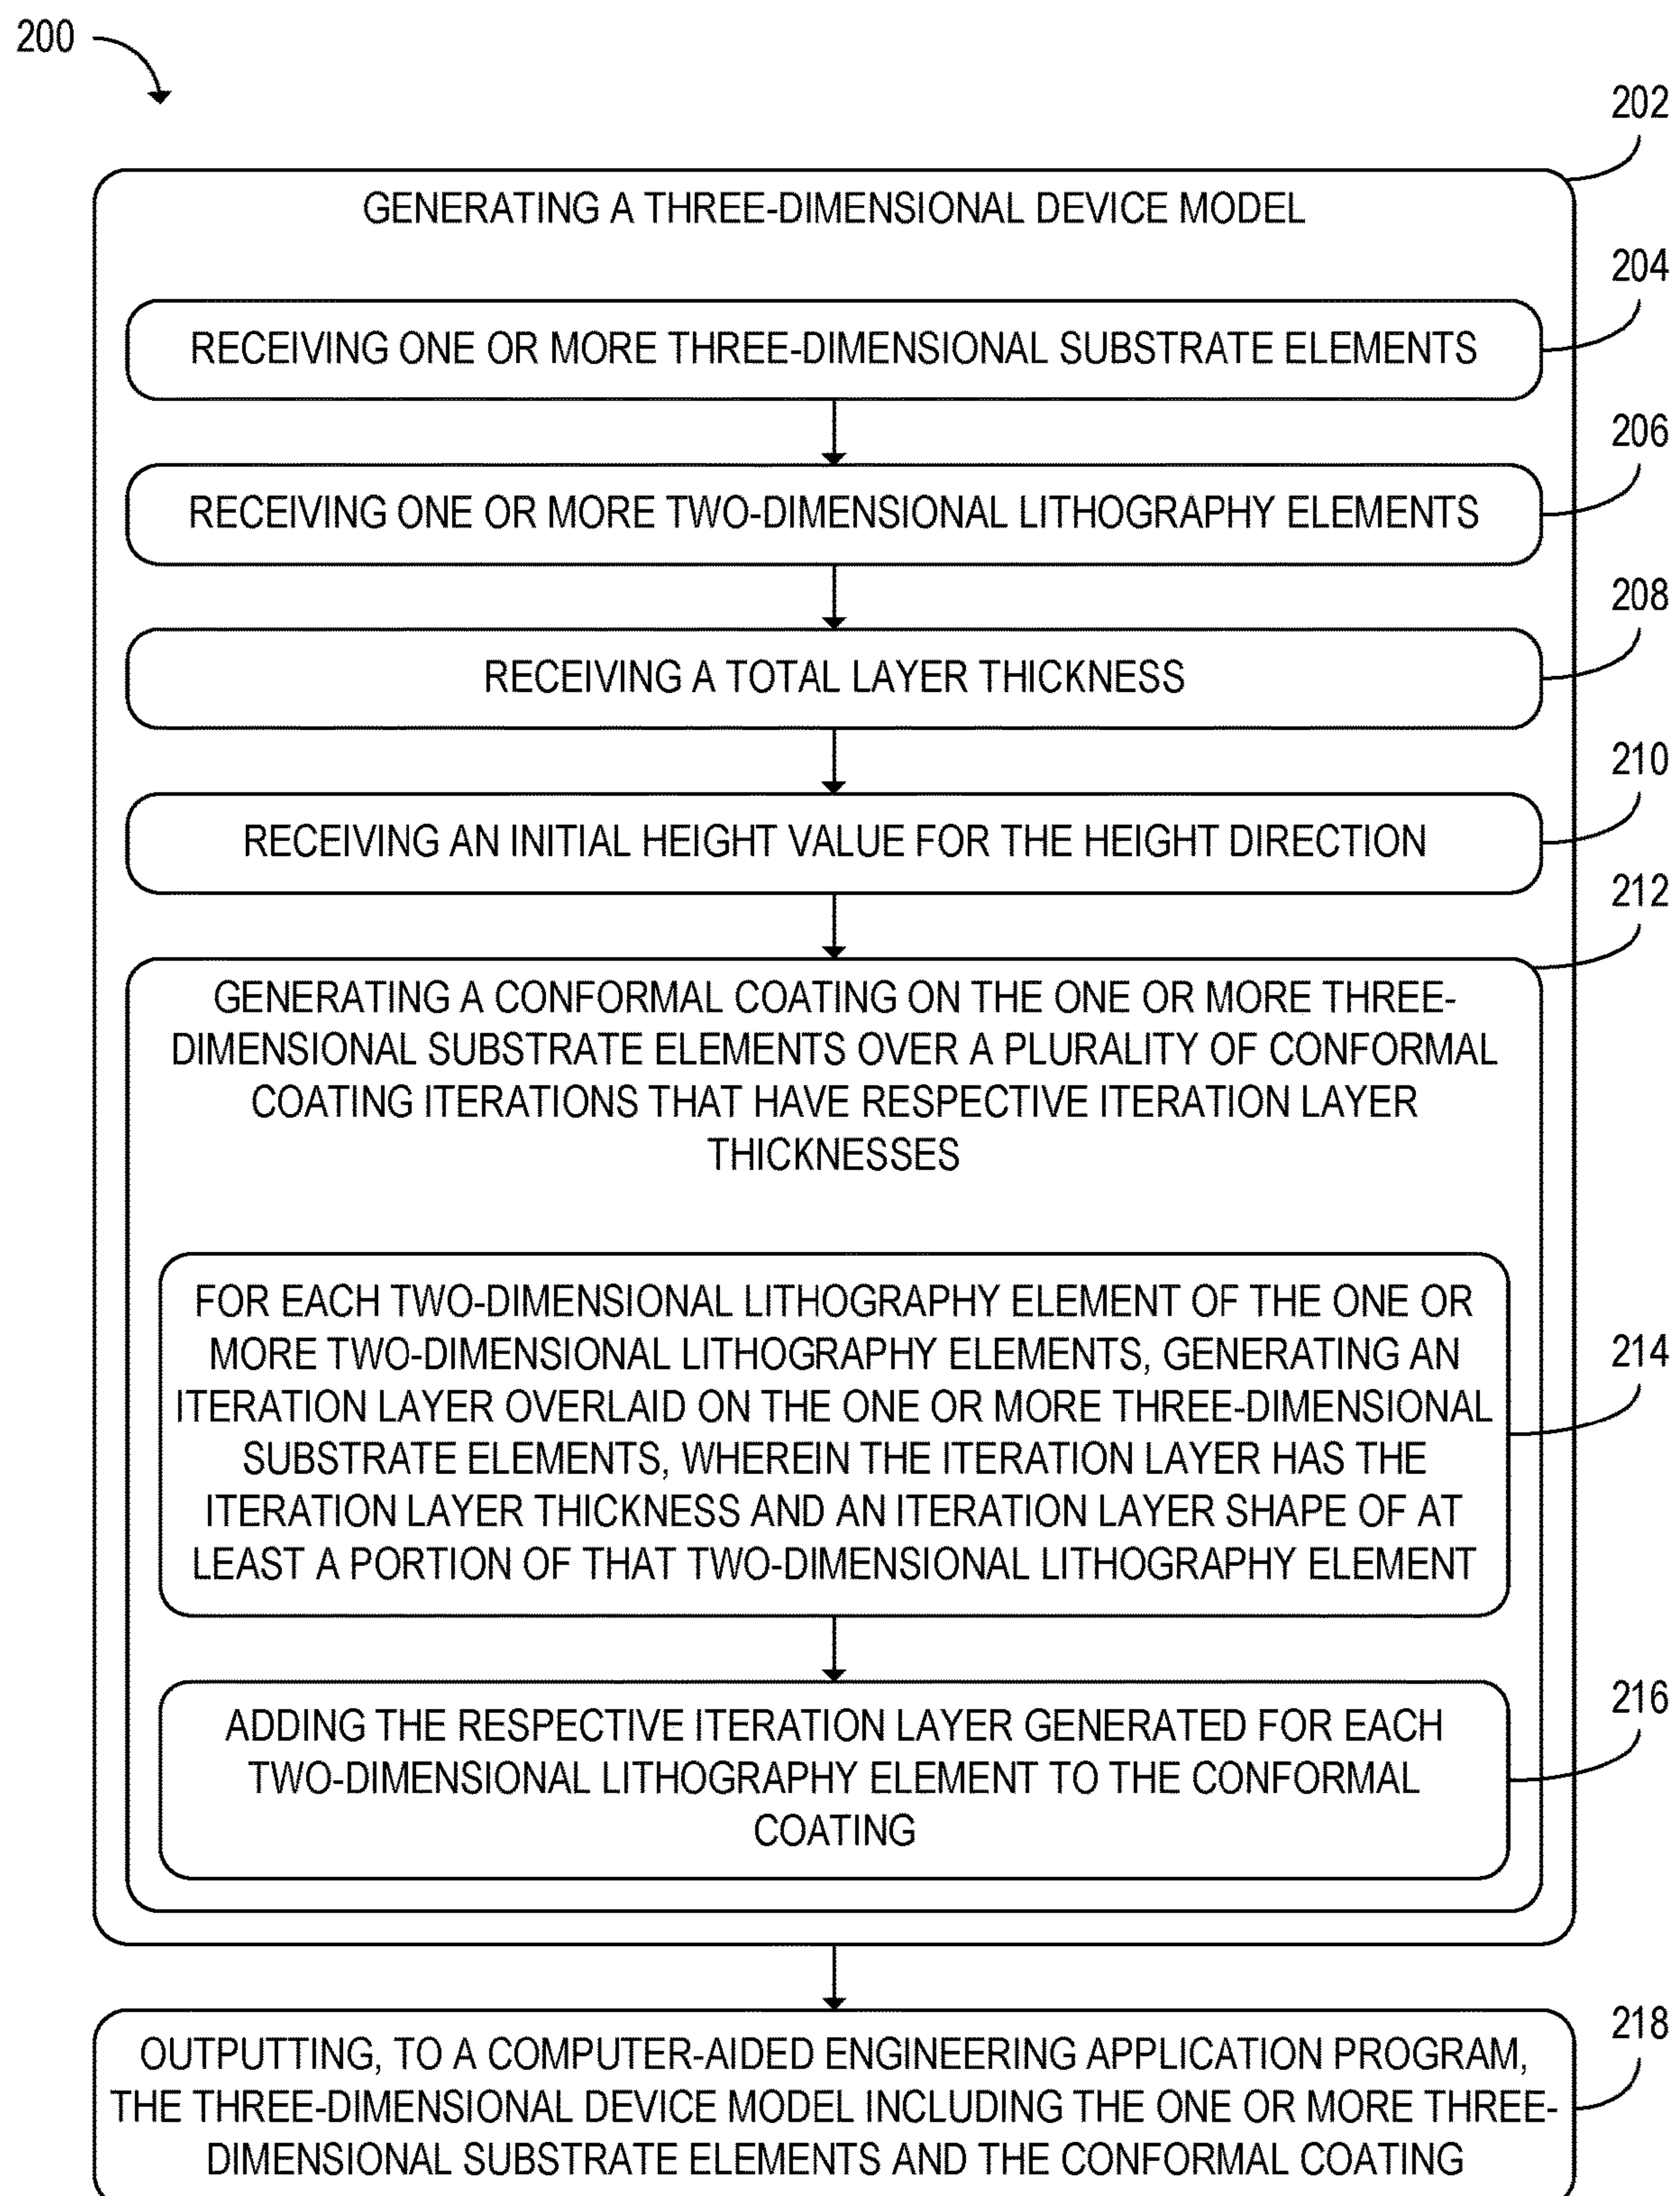 200
202
GENERATING A THREE-DIMENSIONAL DEVICE MODEL
204
RECEIVING ONE OR MORE THREE-DIMENSIONAL SUBSTRATE ELEMENTS
206
RECEIVING ONE OR MORE TWO-DIMENSIONAL LITHOGRAPHY ELEMENTS
208
RECEIVING A TOTAL LAYER THICKNESS
210
RECEIVING AN INITIAL HEIGHT VALUE FOR THE HEIGHT DIRECTION
212
GENERATING A CONFORMAL COATING ON THE ONE OR MORE THREE-
DIMENSIONAL SUBSTRATE ELEMENTS OVER A PLURALITY OF CONFORMAL
COATING ITERATIONS THAT HAVE RESPECTIVE ITERATION LAYER
THICKNESSES
FOR EACH TWO-DIMENSIONAL LITHOGRAPHY ELEMENT OF THE ONE OR
MORE TWO-DIMENSIONAL LITHOGRAPHY ELEMENTS, GENERATING AN
ITERATION LAYER OVERLAID ON THE ONE OR MORE THREE-DIMENSIONAL
SUBSTRATE ELEMENTS, WHEREIN THE ITERATION LAYER HAS THE
ITERATION LAYER THICKNESS AND AN ITERATION LAYER SHAPE OF AT
LEAST A PORTION OF THAT TWO-DIMENSIONAL LITHOGRAPHY ELEMENT
214
216
ADDING THE RESPECTIVE ITERATION LAYER GENERATED FOR EACH
TWO-DIMENSIONAL LITHOGRAPHY ELEMENT TO THE CONFORMAL
COATING
218
OUTPUTTING, TO A COMPUTER-AIDED ENGINEERING APPLICATION PROGRAM,
THE THREE-DIMENSIONAL DEVICE MODEL INCLUDING THE ONE OR MORE THREE-
DIMENSIONAL SUBSTRATE ELEMENTS AND THE CONFORMAL COATING